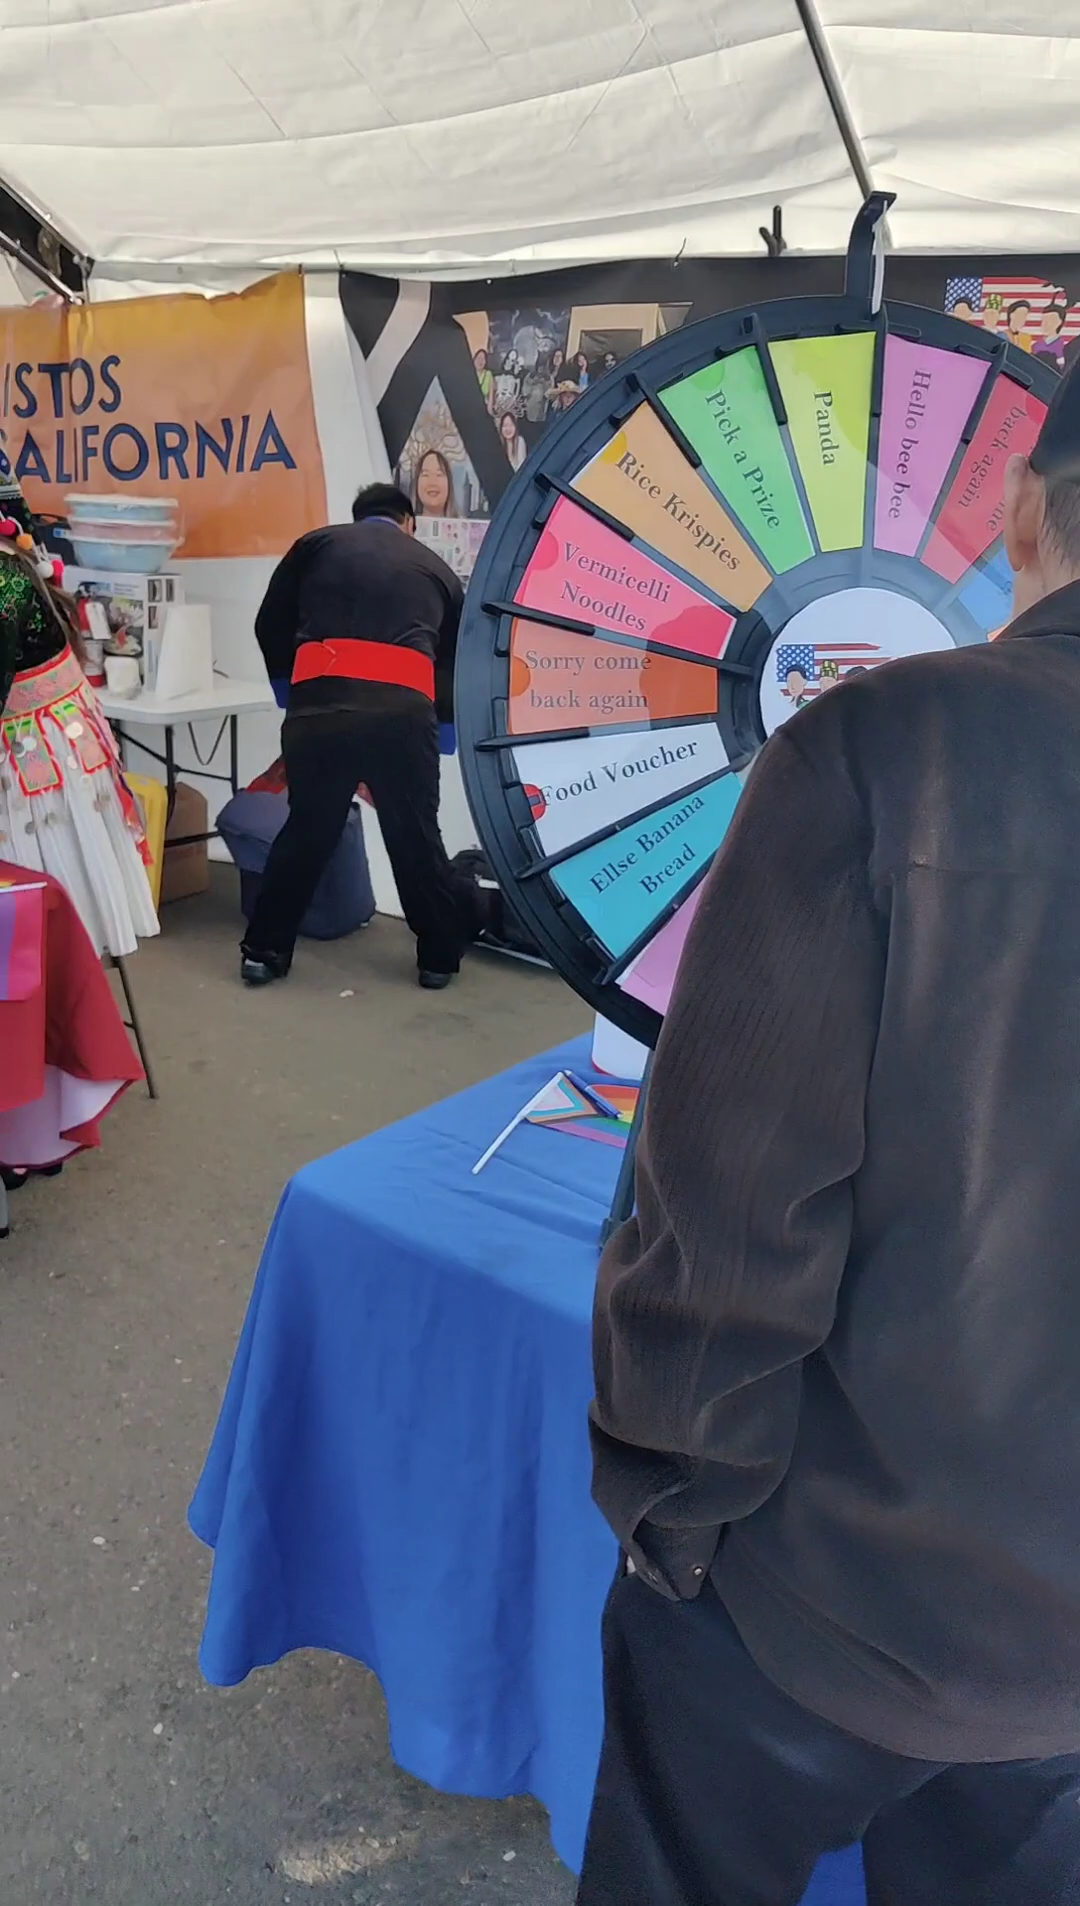 ISTOS
CALIFORNIA
Ellse Banana
Bread
Food Voucher
Sorry come
back again
Vermicelli
Noodles
Rice Krispies
Pick a Prize
Panda
Hello bee bee
back again